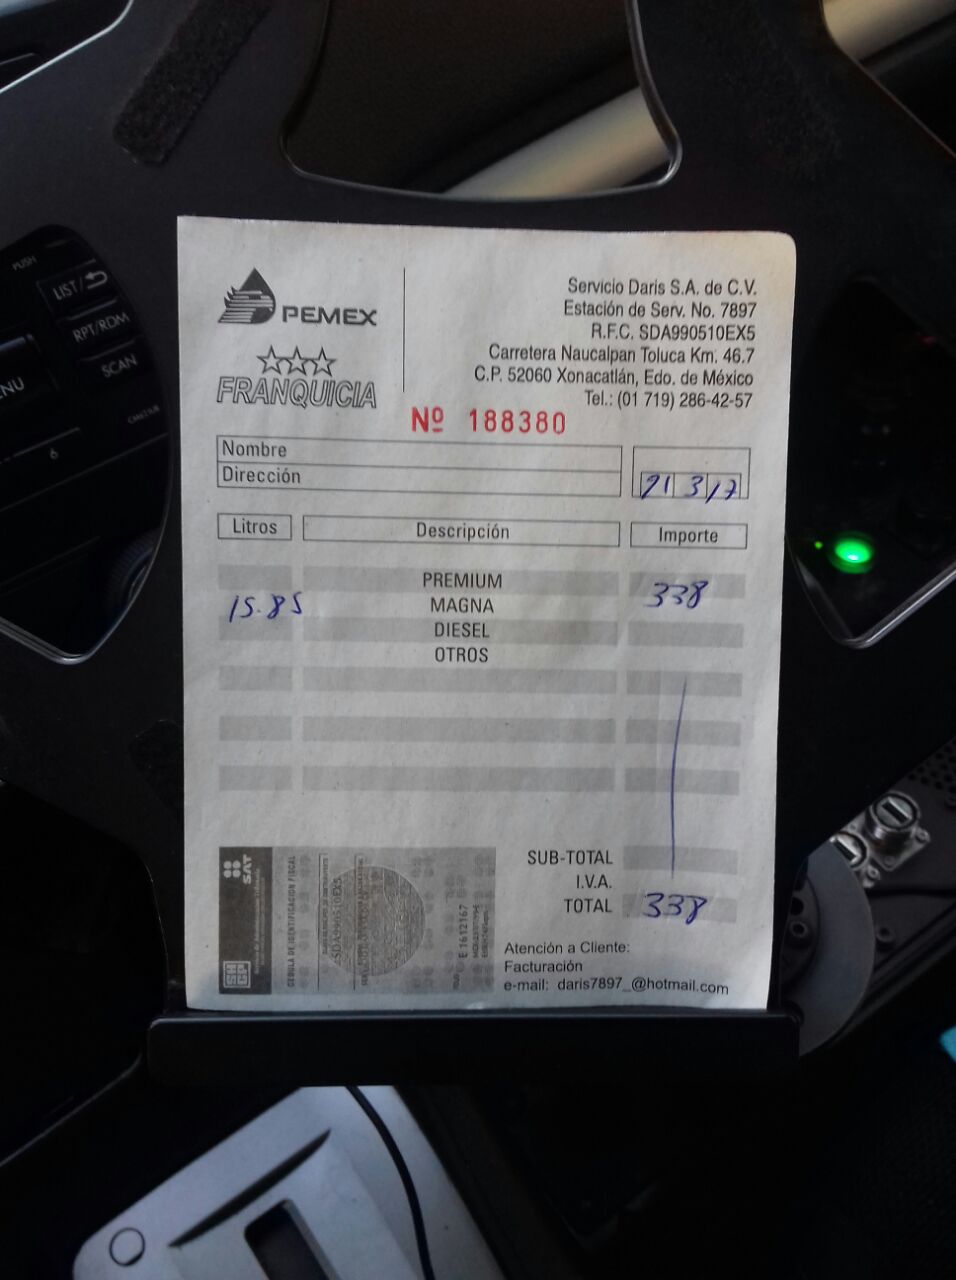 PEMEX
FRANQUICIA
Servicio Daris S.A. de C.V.
Estación de Serv. No. 7897
R.F.C. SDA990510EX5
Carretera Naucalpan Toluca Km. 46.7
C.P. 52060 Xonacatlán, Edo. de México
Tel.: (01 719) 286-42-57
Nº 188380
Nombre
Dirección
21 3 17
Litros Descripción Importe
PREMIUM 338
15.85 MAGNA
DIESEL
OTROS
SUB-TOTAL
I.V.A.
TOTAL 338
Atención a Cliente:
Facturación
e-mail: daris7897_@hotmail.com
SAT
SHCP
CEDULA DE IDENTIFICACION FISCAL
SDA990510EX5
E 1612167
PUSH
LIST/
RPT/RDM
SCAN
ENU
6